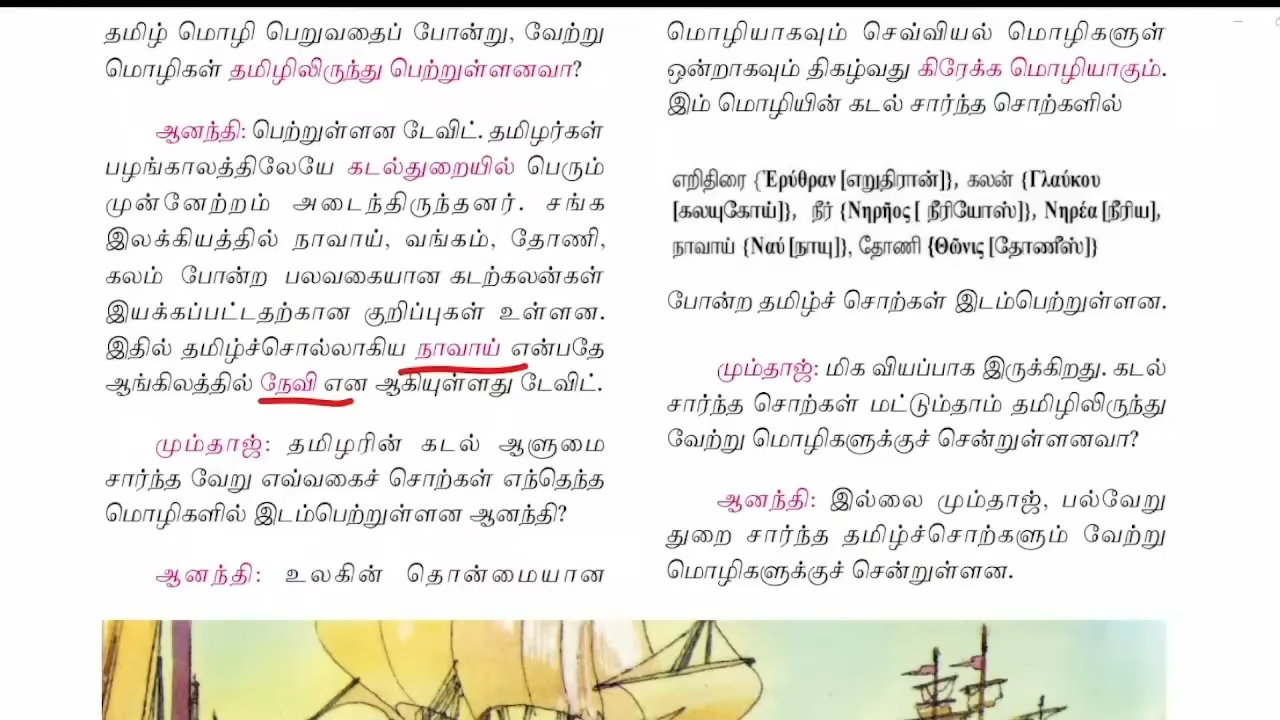 தமிழ் மொழி பெறுவதைப் போன்று, வேற்று
மொழிகள் தமிழிலிருந்து பெற்றுள்ளனவா?
ஆனந்தி: பெற்றுள்ளன டேவிட். தமிழர்கள்
பழங்காலத்திலேயே கடல்துறையில் பெரும்
முன்னேற்றம் அடைந்திருந்தனர். சங்க
இலக்கியத்தில் நாவாய், வங்கம், தோணி,
கலம் போன்ற பலவகையான கடற்கலன்கள்
இயக்கப்பட்டதற்கான குறிப்புகள் உள்ளன.
இதில் தமிழ்ச்சொல்லாகிய நாவாய் என்பதே
ஆங்கிலத்தில் நேவி என ஆகியுள்ளது டேவிட்.
மும்தாஜ்: தமிழரின் கடல் ஆளுமை
சார்ந்த வேறு எவ்வகைச் சொற்கள் எந்தெந்த
மொழிகளில் இடம்பெற்றுள்ளன ஆனந்தி?
ஆனந்தி: உலகின் தொன்மையான
மொழியாகவும் செவ்வியல் மொழிகளுள்
ஒன்றாகவும் திகழ்வது கிரேக்க மொழியாகும்.
இம் மொழியின் கடல் சார்ந்த சொற்களில்
எறிதிரை {Ἐρύθραν [எறுதிரான்]}, கலன் {Γλαύκου
[கலயுகோய்]}, நீர் {Νηρῆος [ நீரியோஸ்]}, Νηρέα [நீரிய],
நாவாய் {Ναύ [நாயு]}, தோணி {Θῶνις [தோணீஸ்]}
போன்ற தமிழ்ச் சொற்கள் இடம்பெற்றுள்ளன.
மும்தாஜ்: மிக வியப்பாக இருக்கிறது. கடல்
சார்ந்த சொற்கள் மட்டும்தாம் தமிழிலிருந்து
வேற்று மொழிகளுக்குச் சென்றுள்ளனவா?
ஆனந்தி: இல்லை மும்தாஜ், பல்வேறு
துறை சார்ந்த தமிழ்ச்சொற்களும் வேற்று
மொழிகளுக்குச் சென்றுள்ளன.